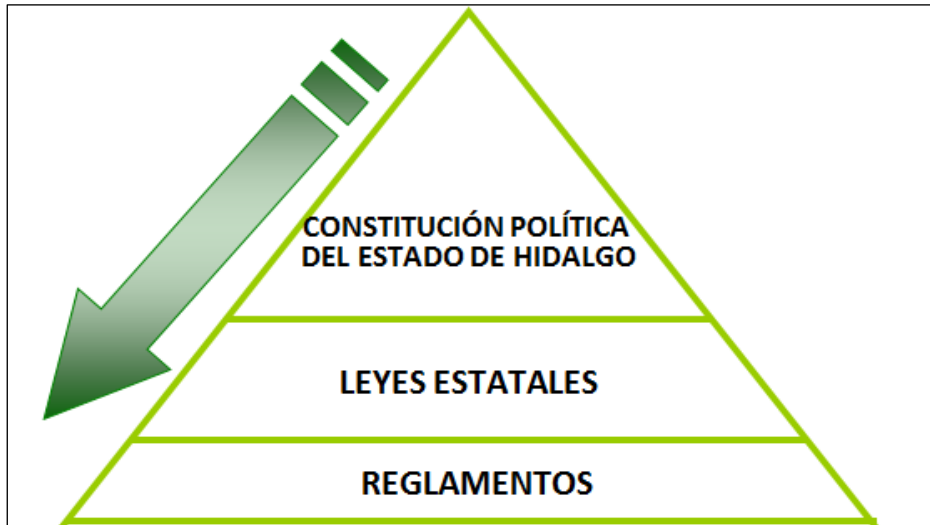 CONSTITUCIÓN POLÍTICA
DEL ESTADO DE HIDALGO
LEYES ESTATALES
REGLAMENTOS